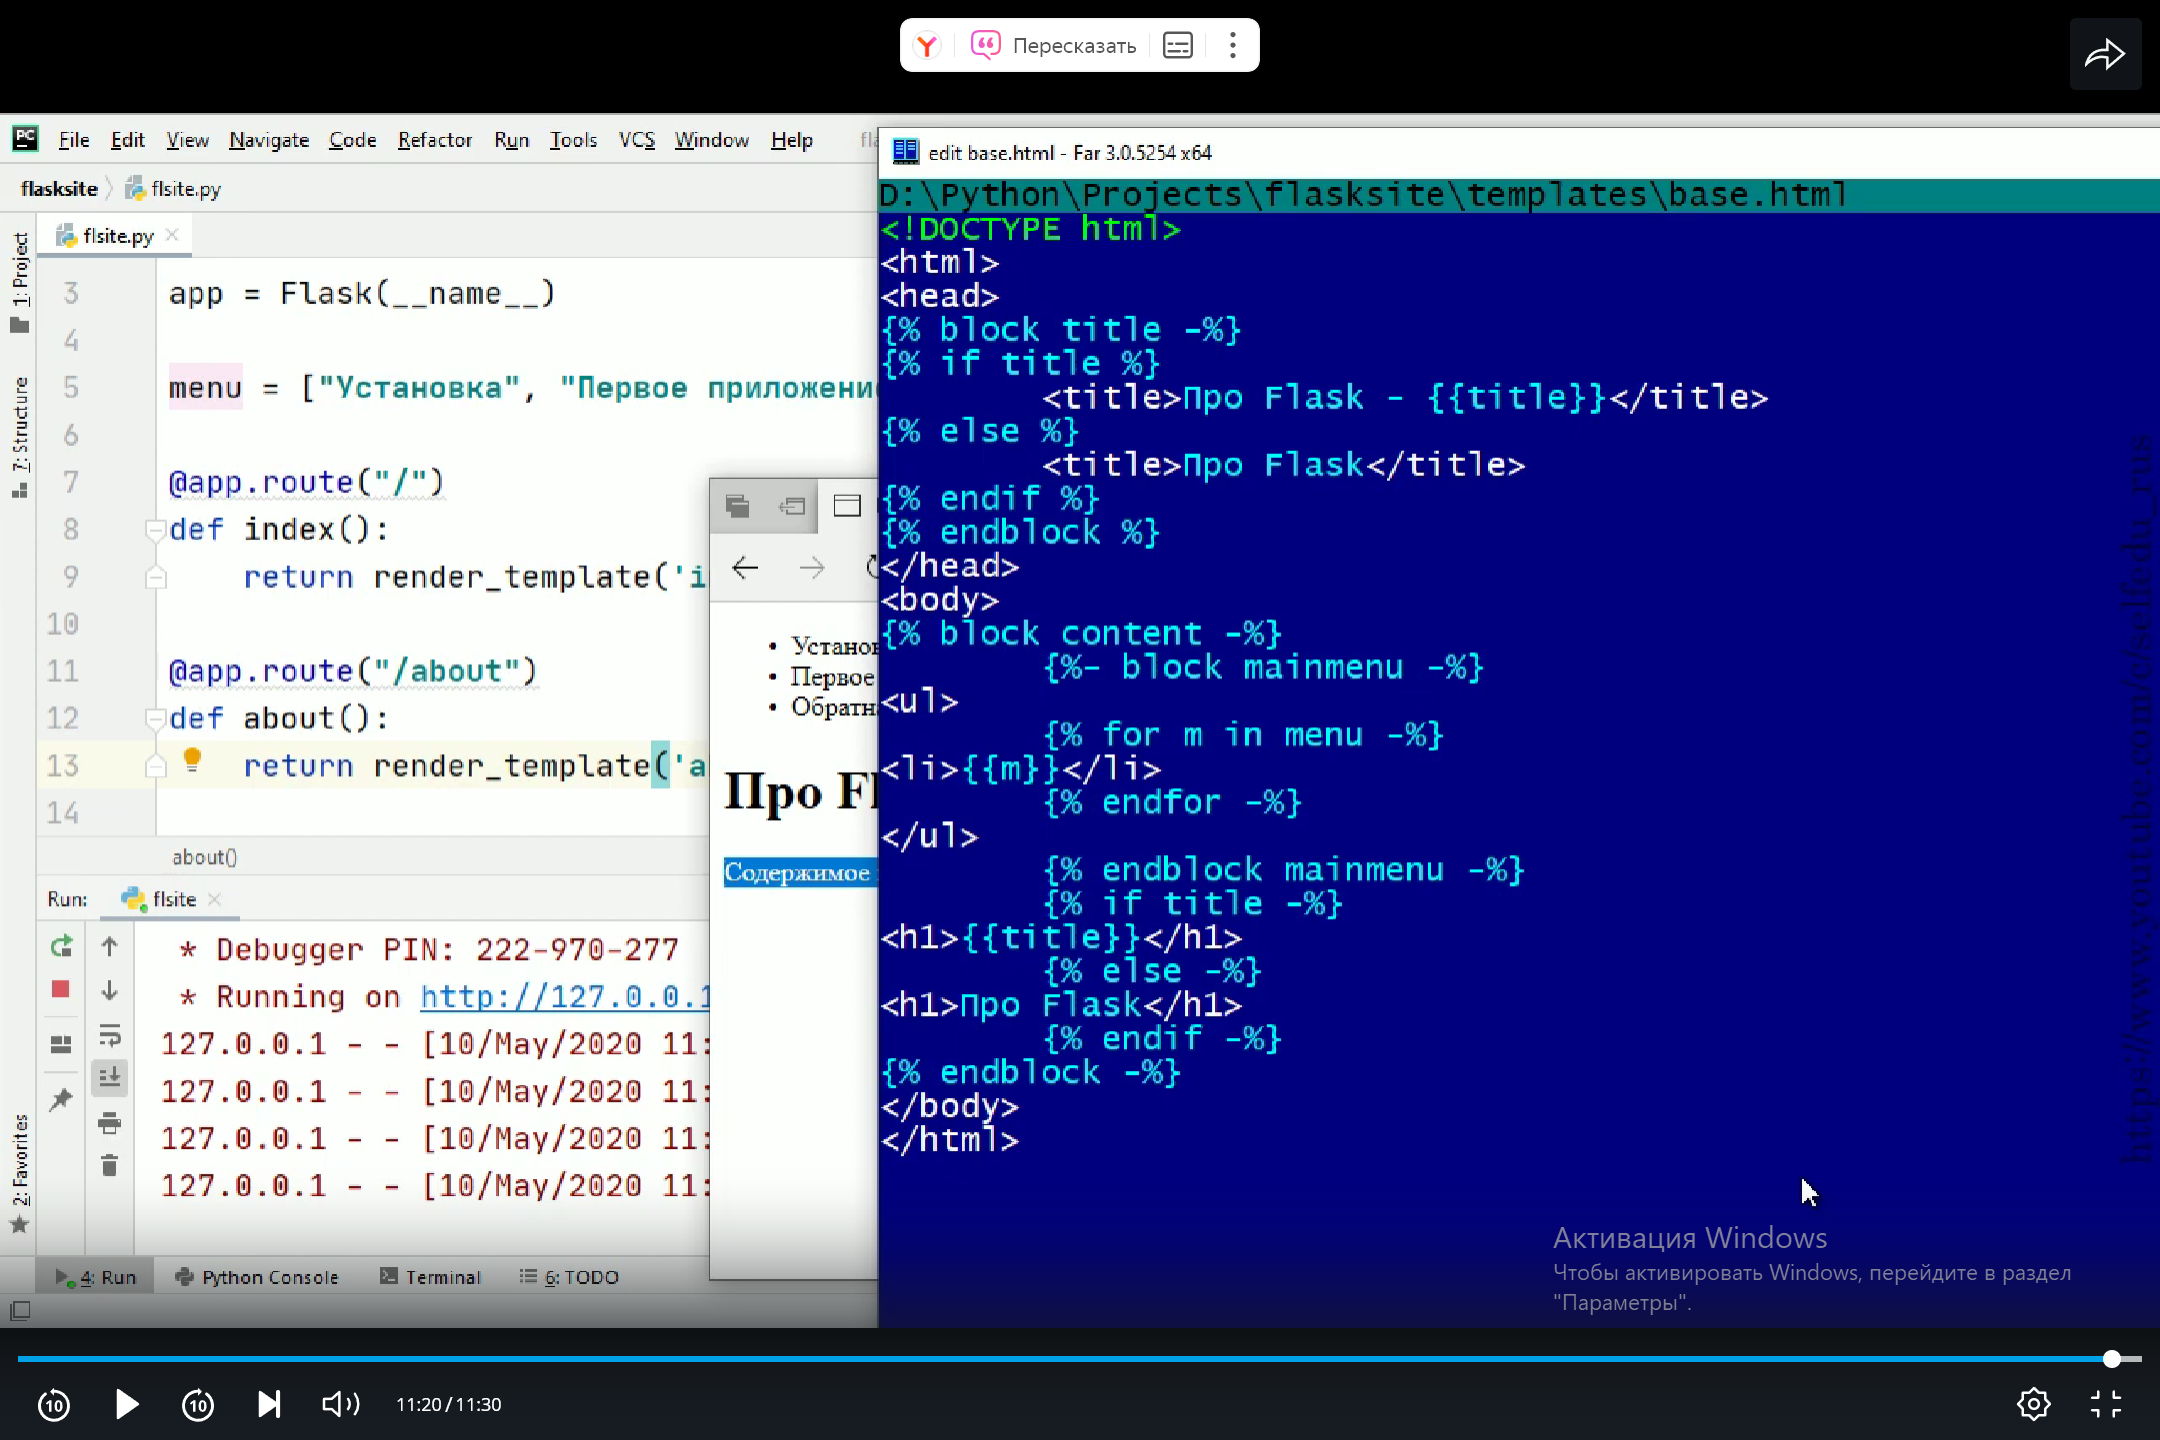 Пересказать
File Edit View Navigate Code Refactor Run Tools VCS Window Help
flasksite flsite.py
1: Project
7: Structure
2: Favorites
flsite.py
3 app = Flask(__name__)
4
5 menu = ["Установка", "Первое
6
7 @app.route("/")
8 def index():
9 return render_template('i
10
11 @app.route("/about")
12 def about():
13 return render_template('a
14
about()
Run: flsite
* Debugger PIN: 222-970-277
* Running on http://127.0.0.1
127.0.0.1 - - [10/May/2020 11:
127.0.0.1 - - [10/May/2020 11:
127.0.0.1 - - [10/May/2020 11:
127.0.0.1 - - [10/May/2020 11:
4: Run Python Console Terminal 6: TODO
Первое
Про Fl
Содержимое
edit base.html - Far 3.0.5254 x64
D:\Python\Projects\flasksite\templates\base.html
<!DOCTYPE html>
<html>
<head>
{% block title -%}
{% if title %}
<title>Про Flask - {{title}}</title>
{% else %}
<title>Про Flask</title>
{% endif %}
{% endblock %}
</head>
<body>
{% block content -%}
{%- block mainmenu -%}
<ul>
{% for m in menu -%}
<li>{{m}}</li>
{% endfor -%}
</ul>
{% endblock mainmenu -%}
{% if title -%}
<h1>{{title}}</h1>
{% else -%}
<h1>Про Flask</h1>
{% endif -%}
{% endblock -%}
</body>
</html>
https://www.youtube.com/c/selfedu_rus
Активация Windows
Чтобы активировать Windows, перейдите в раздел
"Параметры".
10 10 11:20 / 11:30